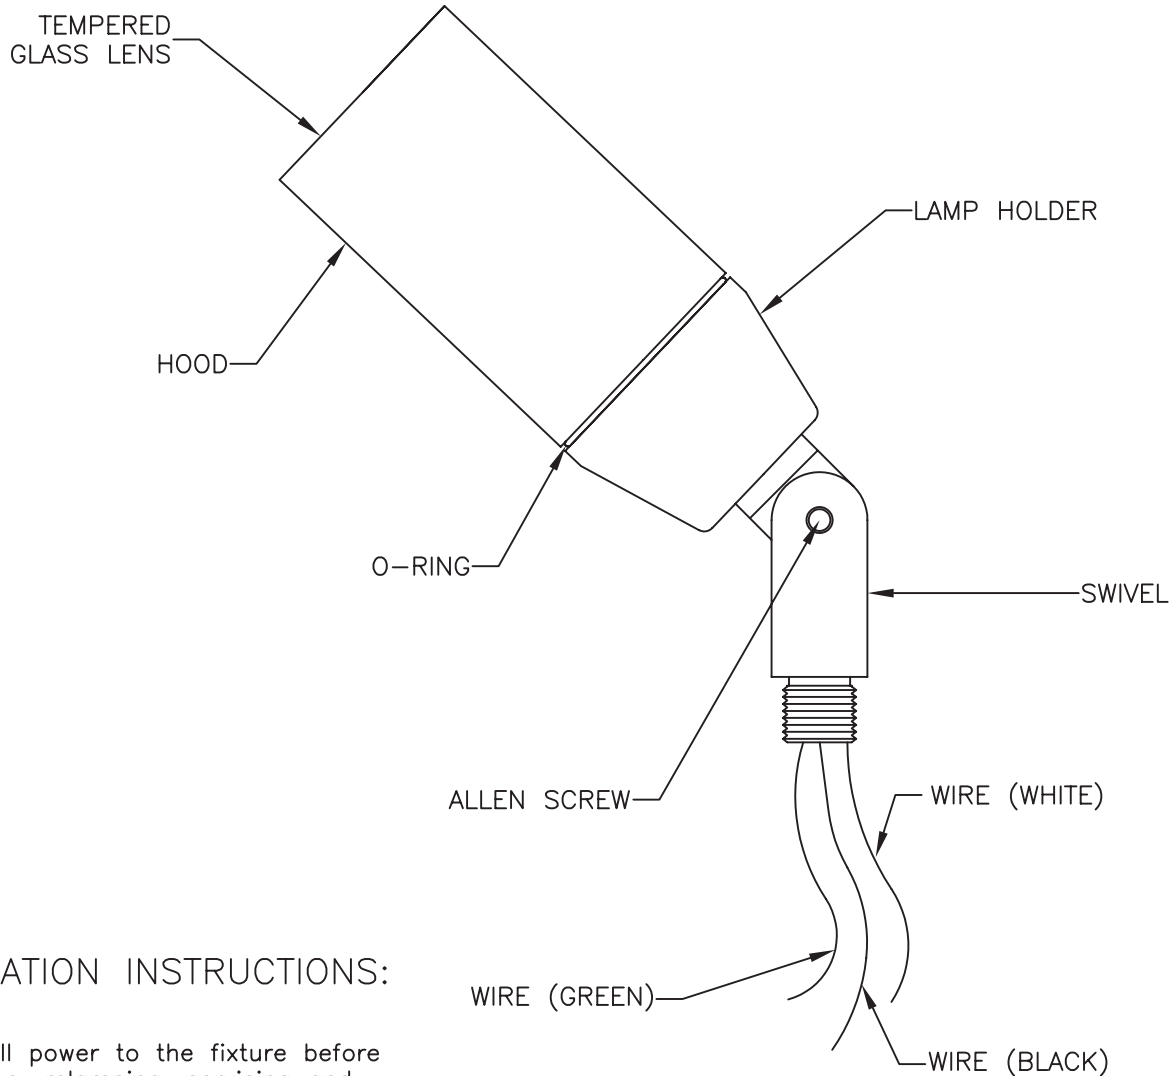 TEMPERED
GLASS LENS
LAMP HOLDER
HOOD
O-RING
SWIVEL
ALLEN SCREW
WIRE (WHITE)
ATION INSTRUCTIONS:
WIRE (GREEN)
ll power to the fixture before
WIRE (BLACK)